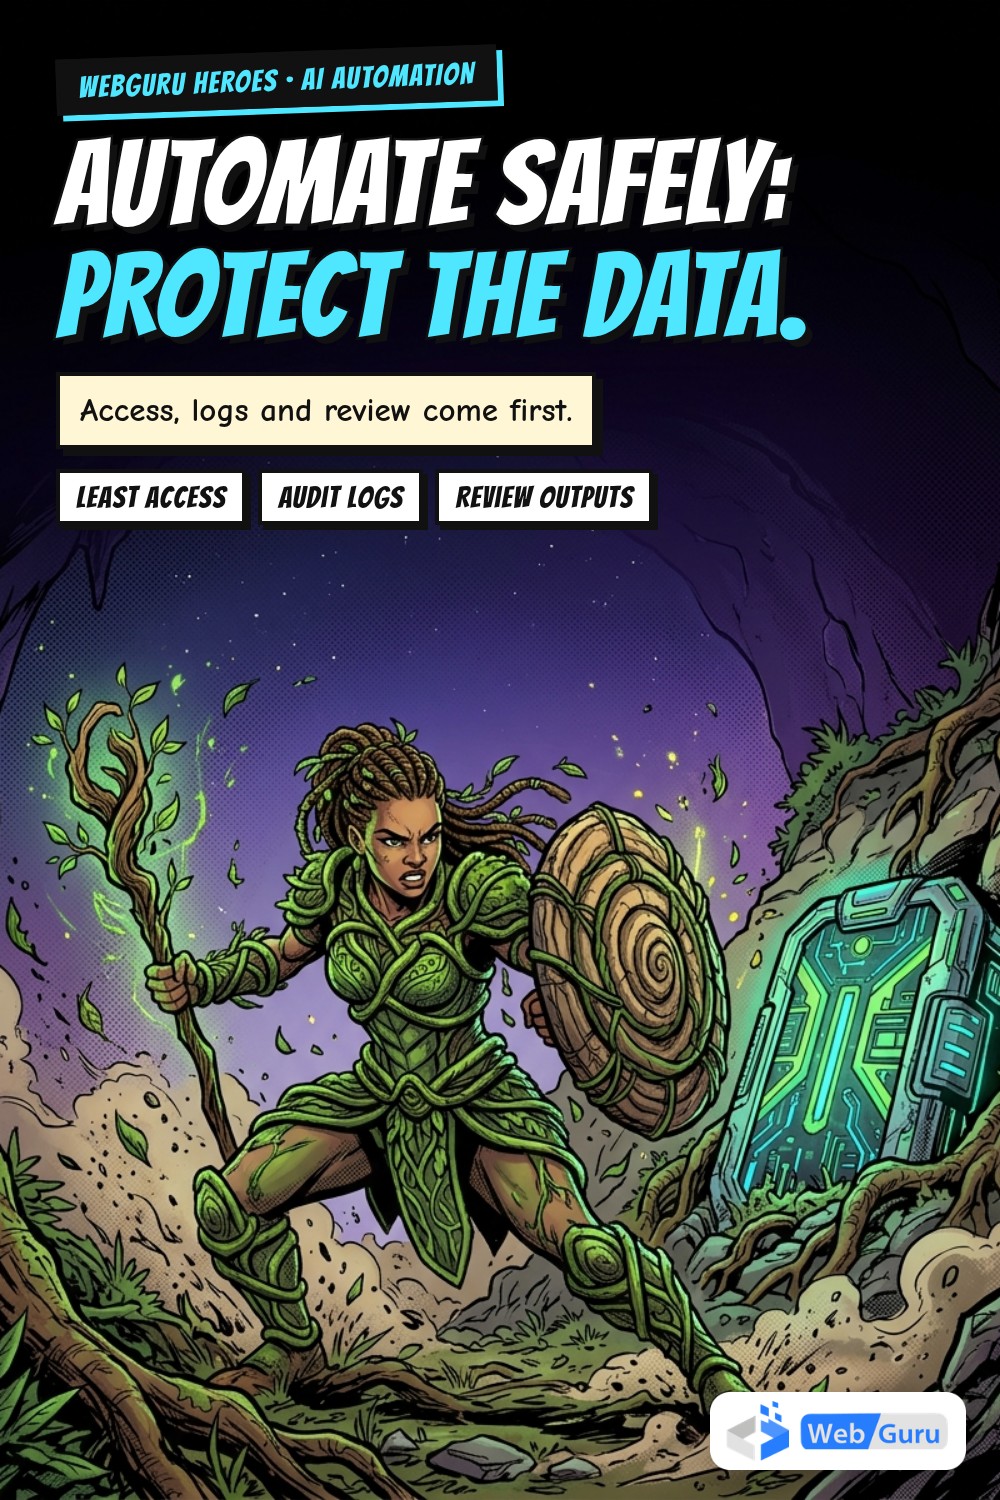 WEBGURU HEROES · AI AUTOMATION
AUTOMATE SAFELY:
PROTECT THE DATA.
Access, logs and review come first.
LEAST ACCESS AUDIT LOGS REVIEW OUTPUTS
Web Guru